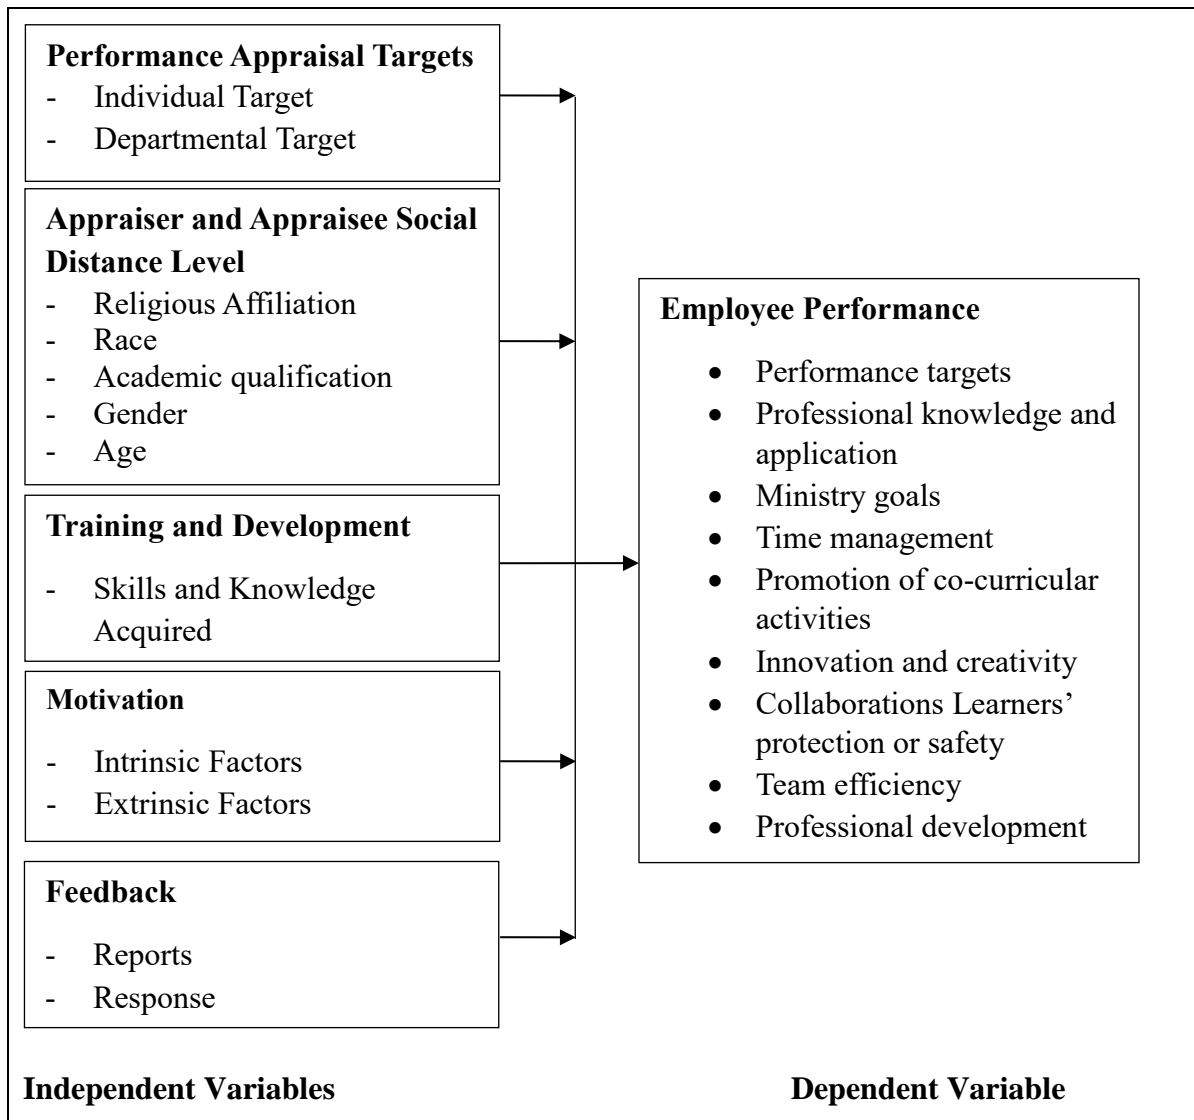 Performance Appraisal Targets
- Individual Target
- Departmental Target
Appraiser and Appraisee Social
Distance Level
- Religious Affiliation
- Race
- Academic qualification
- Gender
- Age
Training and Development
- Skills and Knowledge
Acquired
Motivation
- Intrinsic Factors
- Extrinsic Factors
Feedback
- Reports
- Response
Independent Variables
Employee Performance
• Performance targets
• Professional knowledge and
application
• Ministry goals
• Time management
• Promotion of co-curricular
activities
• Innovation and creativity
• Collaborations Learners’
protection or safety
• Team efficiency
• Professional development
Dependent Variable